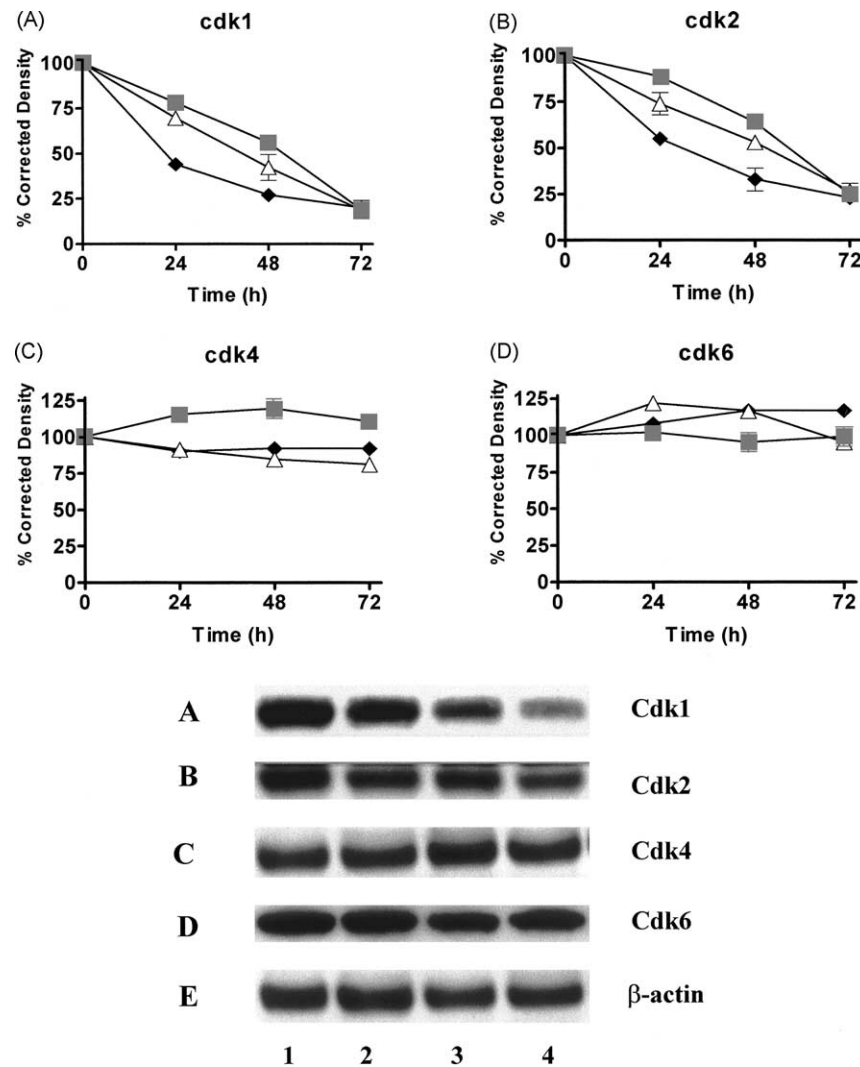 (A) cdk1
% Corrected Density
100
75
50
25
0
0 24 48 72
Time (h)
(B) cdk2
% Corrected Density
100
75
50
25
0
0 24 48 72
Time (h)
(C) cdk4
% Corrected Density
125
100
75
50
25
0
0 24 48 72
Time (h)
(D) cdk6
% Corrected Density
125
100
75
50
25
0
0 24 48 72
Time (h)
A Cdk1
B Cdk2
C Cdk4
D Cdk6
E β-actin
1 2 3 4